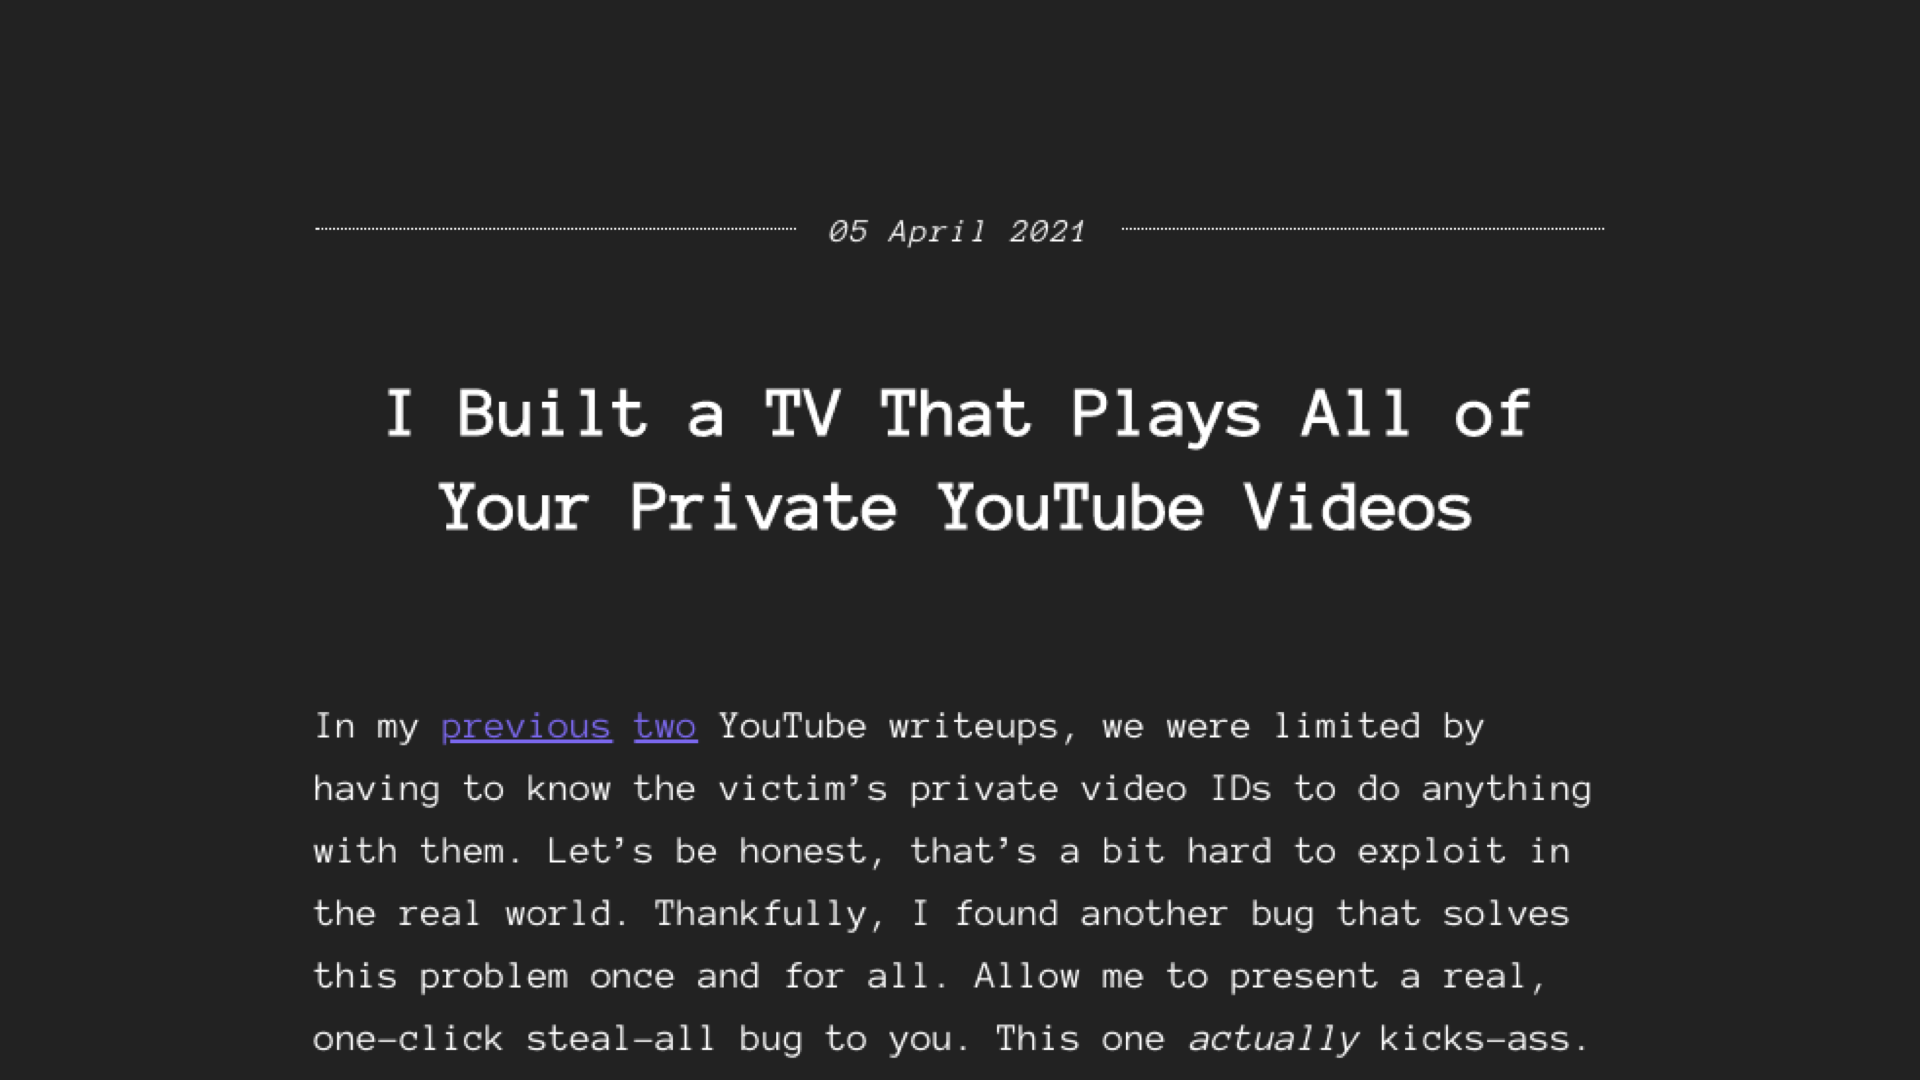 05 April 2021
I Built a TV That Plays All of
Your Private YouTube Videos
In my previous two YouTube writeups, we were limited by
having to know the victim’s private video IDs to do anything
with them. Let’s be honest, that’s a bit hard to exploit in
the real world. Thankfully, I found another bug that solves
this problem once and for all. Allow me to present a real,
one-click steal-all bug to you. This one actually kicks-ass.